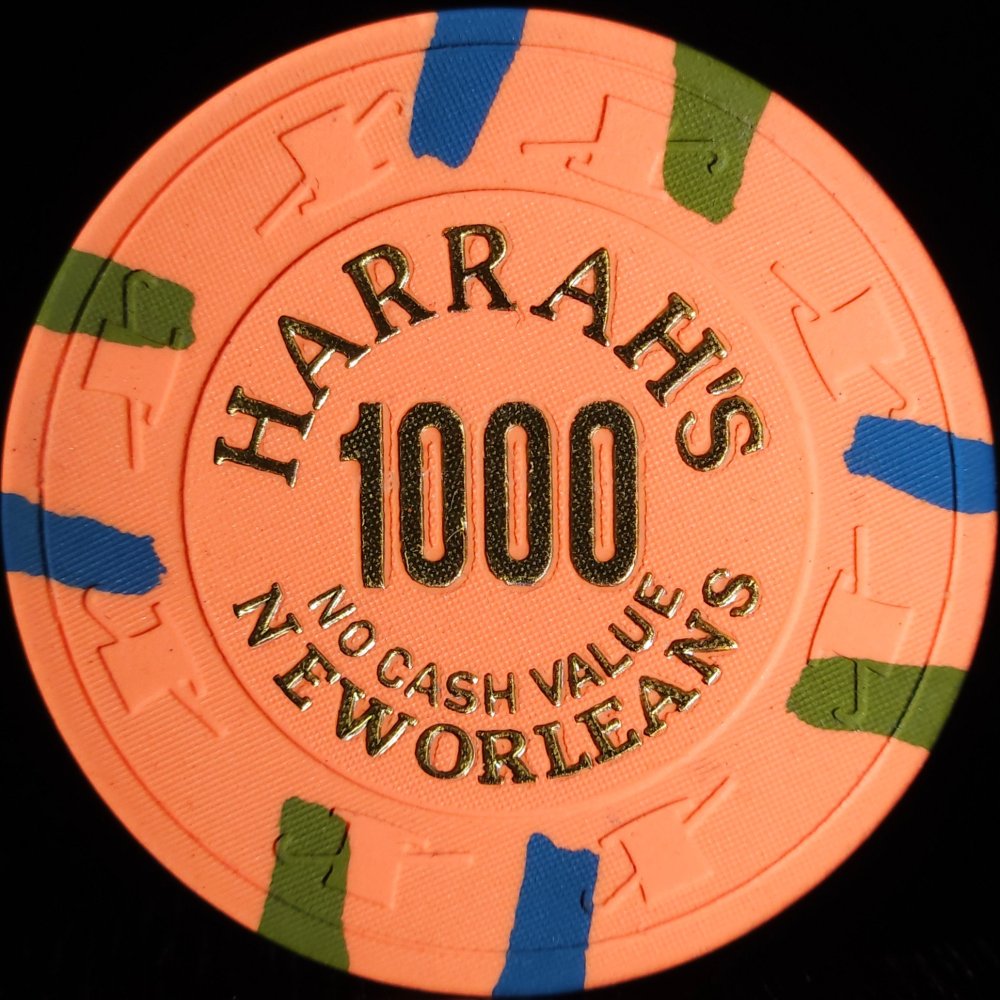 HARRAH'S
1000
NO CASH VALUE
NEW ORLEANS